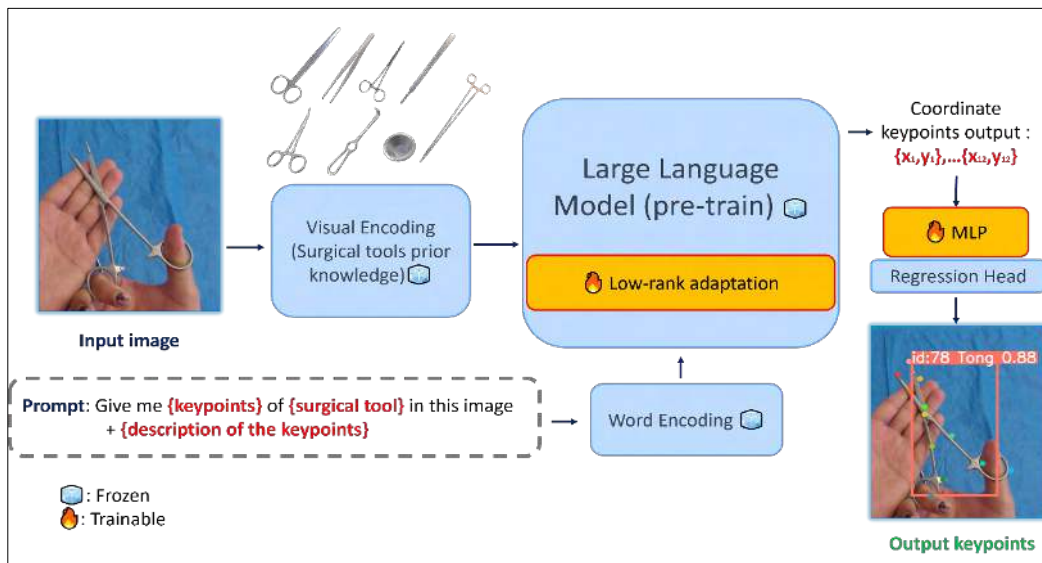 Input image
Visual Encoding
(Surgical tools prior
knowledge)
Large Language
Model (pre-train)
Low-rank adaptation
Coordinate
keypoints output :
{x₁,y₁},...{x₁₂,y₁₂}
MLP
Regression Head
id:78 Tong 0.88
Output keypoints
Prompt: Give me {keypoints} of {surgical tool} in this image
+ {description of the keypoints}
Word Encoding
: Frozen
: Trainable